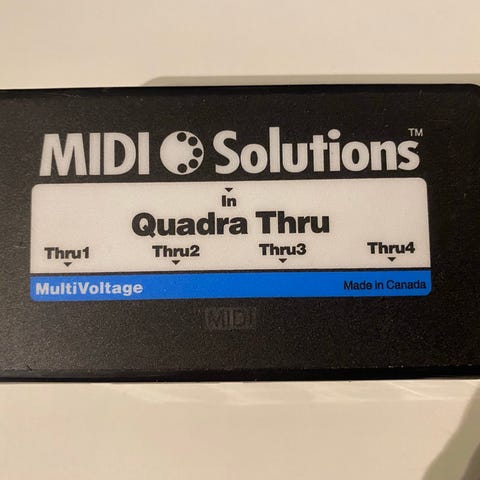 MIDI Solutions™
In
Quadra Thru
Thru1 Thru2 Thru3 Thru4
MultiVoltage Made in Canada
MIDI